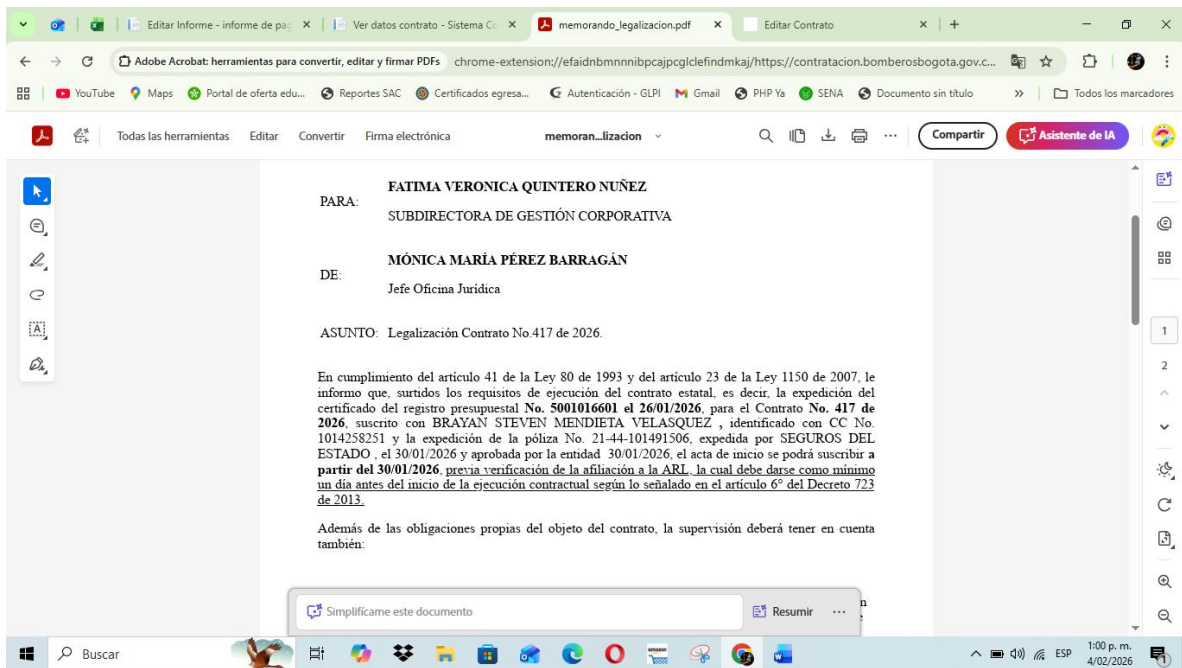 Editar Informe - informe de pag
Ver datos contrato - Sistema Co
memorando_legalizacion.pdf
Editar Contrato
Adobe Acrobat: herramientas para convertir, editar y firmar PDFs
chrome-extension://efaidnbmnnnibpcajpcglclefindmkaj/https://contratacion.bomberosbogota.gov.c...
YouTube
Maps
Portal de oferta edu...
Reportes SAC
Certificados egresa...
Autenticación - GLPI
Gmail
PHP Ya
SENA
Documento sin título
»
Todos los marcadores
Todas las herramientas
Editar
Convertir
Firma electrónica
memoran...lizacion
Compartir
Asistente de IA
PARA:
FATIMA VERONICA QUINTERO NUÑEZ
SUBDIRECTORA DE GESTIÓN CORPORATIVA
DE:
MÓNICA MARÍA PÉREZ BARRAGÁN
Jefe Oficina Jurídica
ASUNTO: Legalización Contrato No.417 de 2026.
En cumplimiento del artículo 41 de la Ley 80 de 1993 y del artículo 23 de la Ley 1150 de 2007, le
informo que, surtidos los requisitos de ejecución del contrato estatal, es decir, la expedición del
certificado del registro presupuestal No. 5001016601 el 26/01/2026, para el Contrato No. 417 de
2026, suscrito con BRAYAN STEVEN MENDIETA VELASQUEZ , identificado con CC No.
1014258251 y la expedición de la póliza No. 21-44-101491506, expedida por SEGUROS DEL
ESTADO , el 30/01/2026 y aprobada por la entidad 30/01/2026, el acta de inicio se podrá suscribir a
partir del 30/01/2026, previa verificación de la afiliación a la ARL, la cual debe darse como mínimo
un día antes del inicio de la ejecución contractual según lo señalado en el artículo 6° del Decreto 723
de 2013.
Además de las obligaciones propias del objeto del contrato, la supervisión deberá tener en cuenta
también:
Simplifícame este documento
Resumir
1
2
Buscar
ESP
1:00 p. m.
4/02/2026